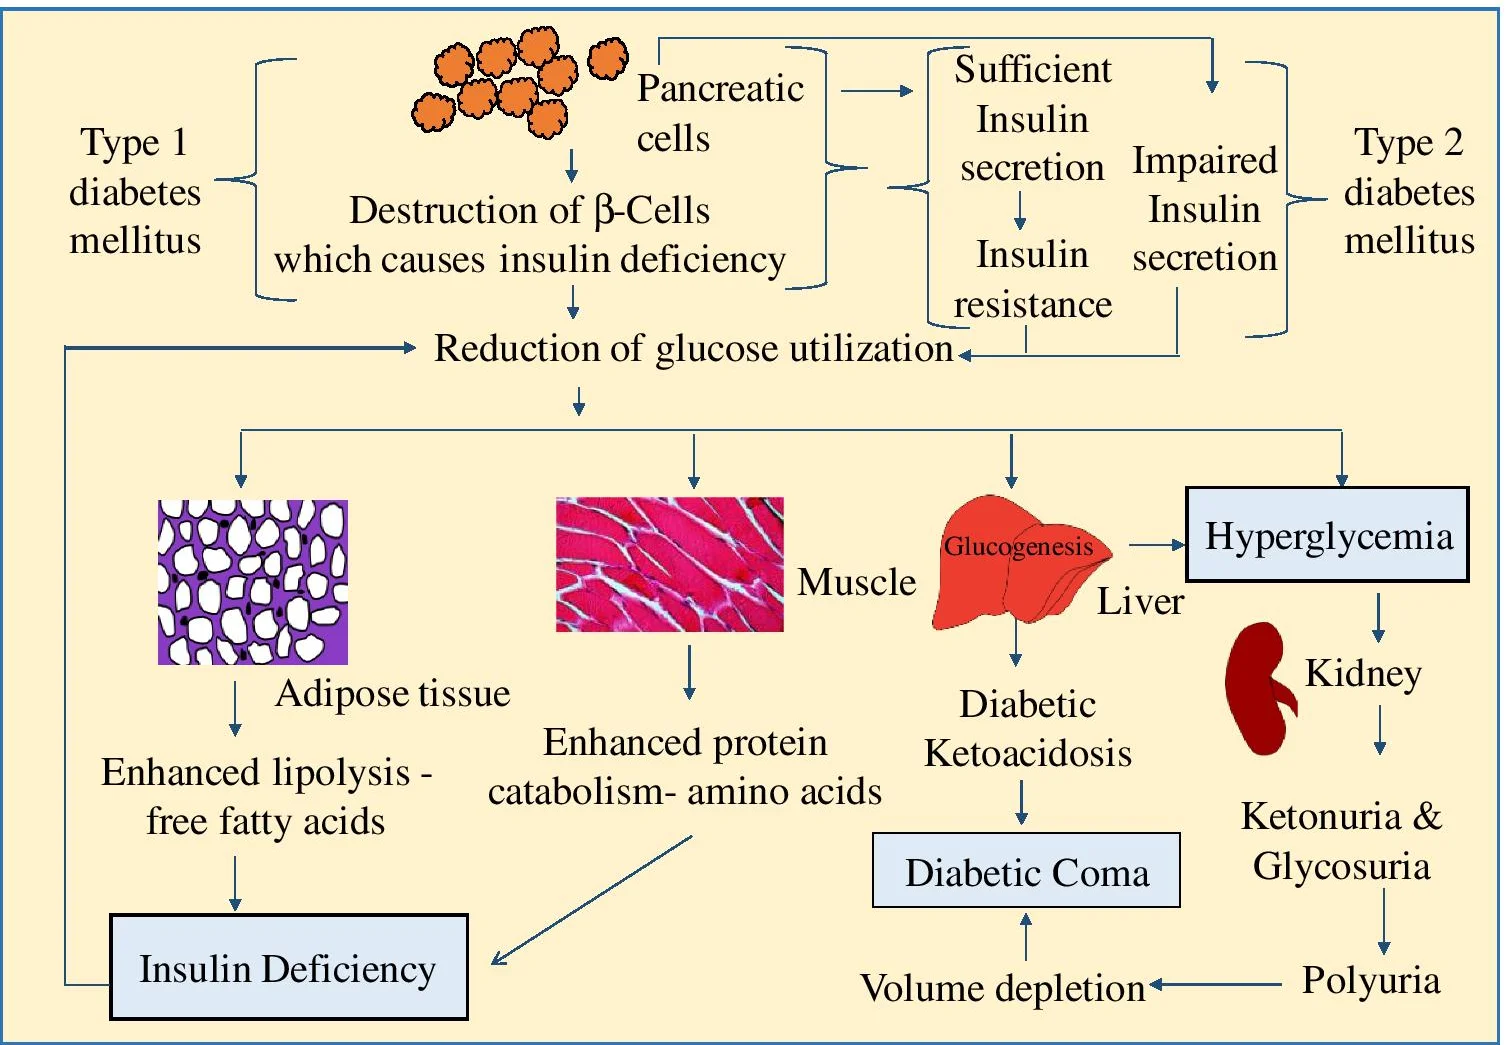 Type 1
diabetes
mellitus
Pancreatic
cells
Destruction of β-Cells
which causes insulin deficiency
Sufficient
Insulin
secretion
Insulin
resistance
Impaired
Insulin
secretion
Type 2
diabetes
mellitus
Reduction of glucose utilization
Adipose tissue
Enhanced lipolysis -
free fatty acids
Insulin Deficiency
Muscle
Enhanced protein
catabolism- amino acids
Glucogenesis
Liver
Diabetic
Ketoacidosis
Diabetic Coma
Volume depletion
Hyperglycemia
Kidney
Ketonuria &
Glycosuria
Polyuria